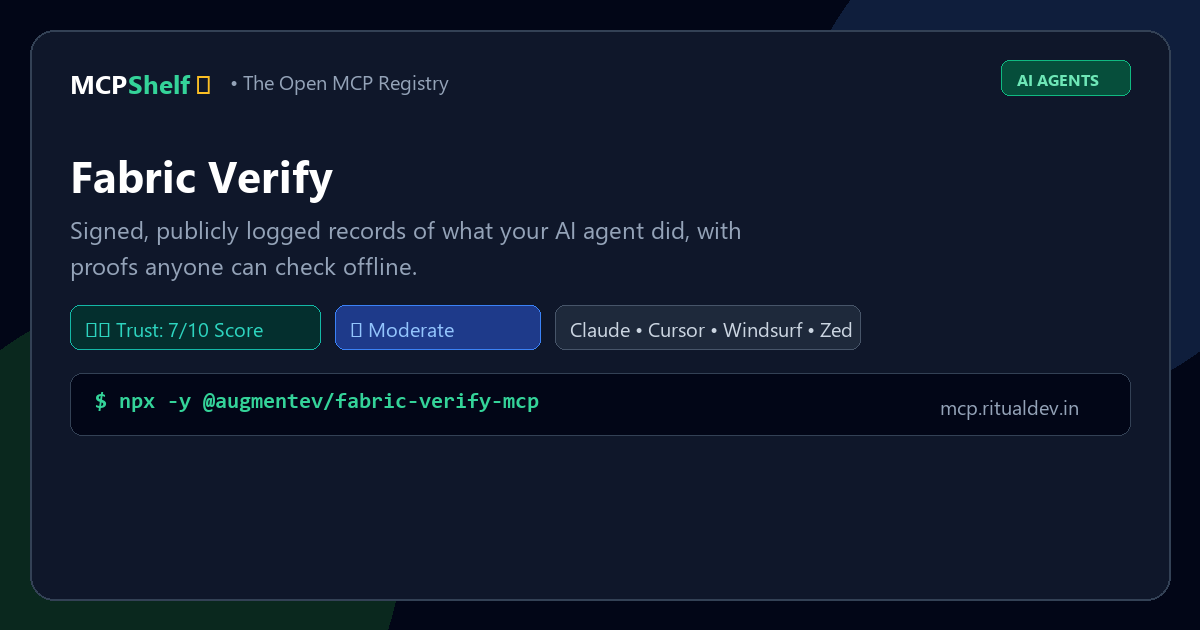 MCPShelf • The Open MCP Registry
AI AGENTS
Fabric Verify
Signed, publicly logged records of what your AI agent did, with
proofs anyone can check offline.
Trust: 7/10 Score
Moderate
Claude • Cursor • Windsurf • Zed
$ npx -y @augmentev/fabric-verify-mcp
mcp.ritualdev.in